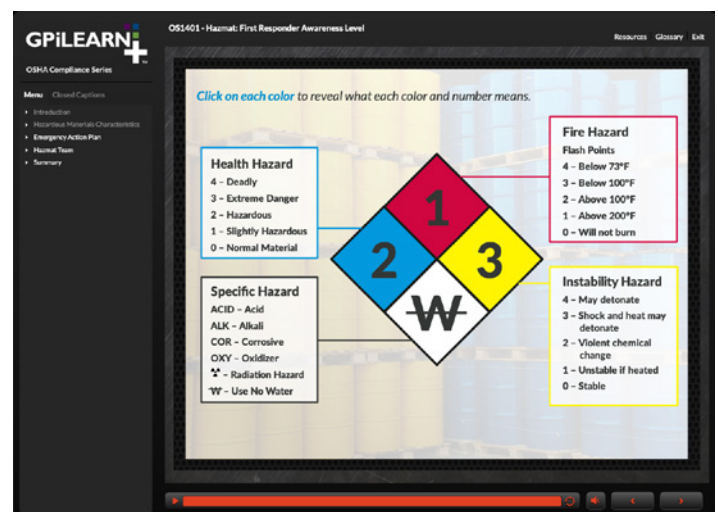 GPiLEARN+
TM
OS1401 - Hazmat: First Responder Awareness Level
Resources Glossary Exit
OSHA Compliance Series
Menu Closed Captions
Introduction
Hazardous Materials Characteristics
Emergency Action Plan
Hazmat Team
Summary
Click on each color to reveal what each color and number means.
Health Hazard
4 – Deadly
3 – Extreme Danger
2 – Hazardous
1 – Slightly Hazardous
0 – Normal Material
Fire Hazard
Flash Points
4 – Below 73°F
3 – Below 100°F
2 – Above 100°F
1 – Above 200°F
0 – Will not burn
1
2
3
W
Specific Hazard
ACID – Acid
ALK – Alkali
COR – Corrosive
OXY – Oxidizer
– Radiation Hazard
W – Use No Water
Instability Hazard
4 – May detonate
3 – Shock and heat may
detonate
2 – Violent chemical
change
1 – Unstable if heated
0 – Stable